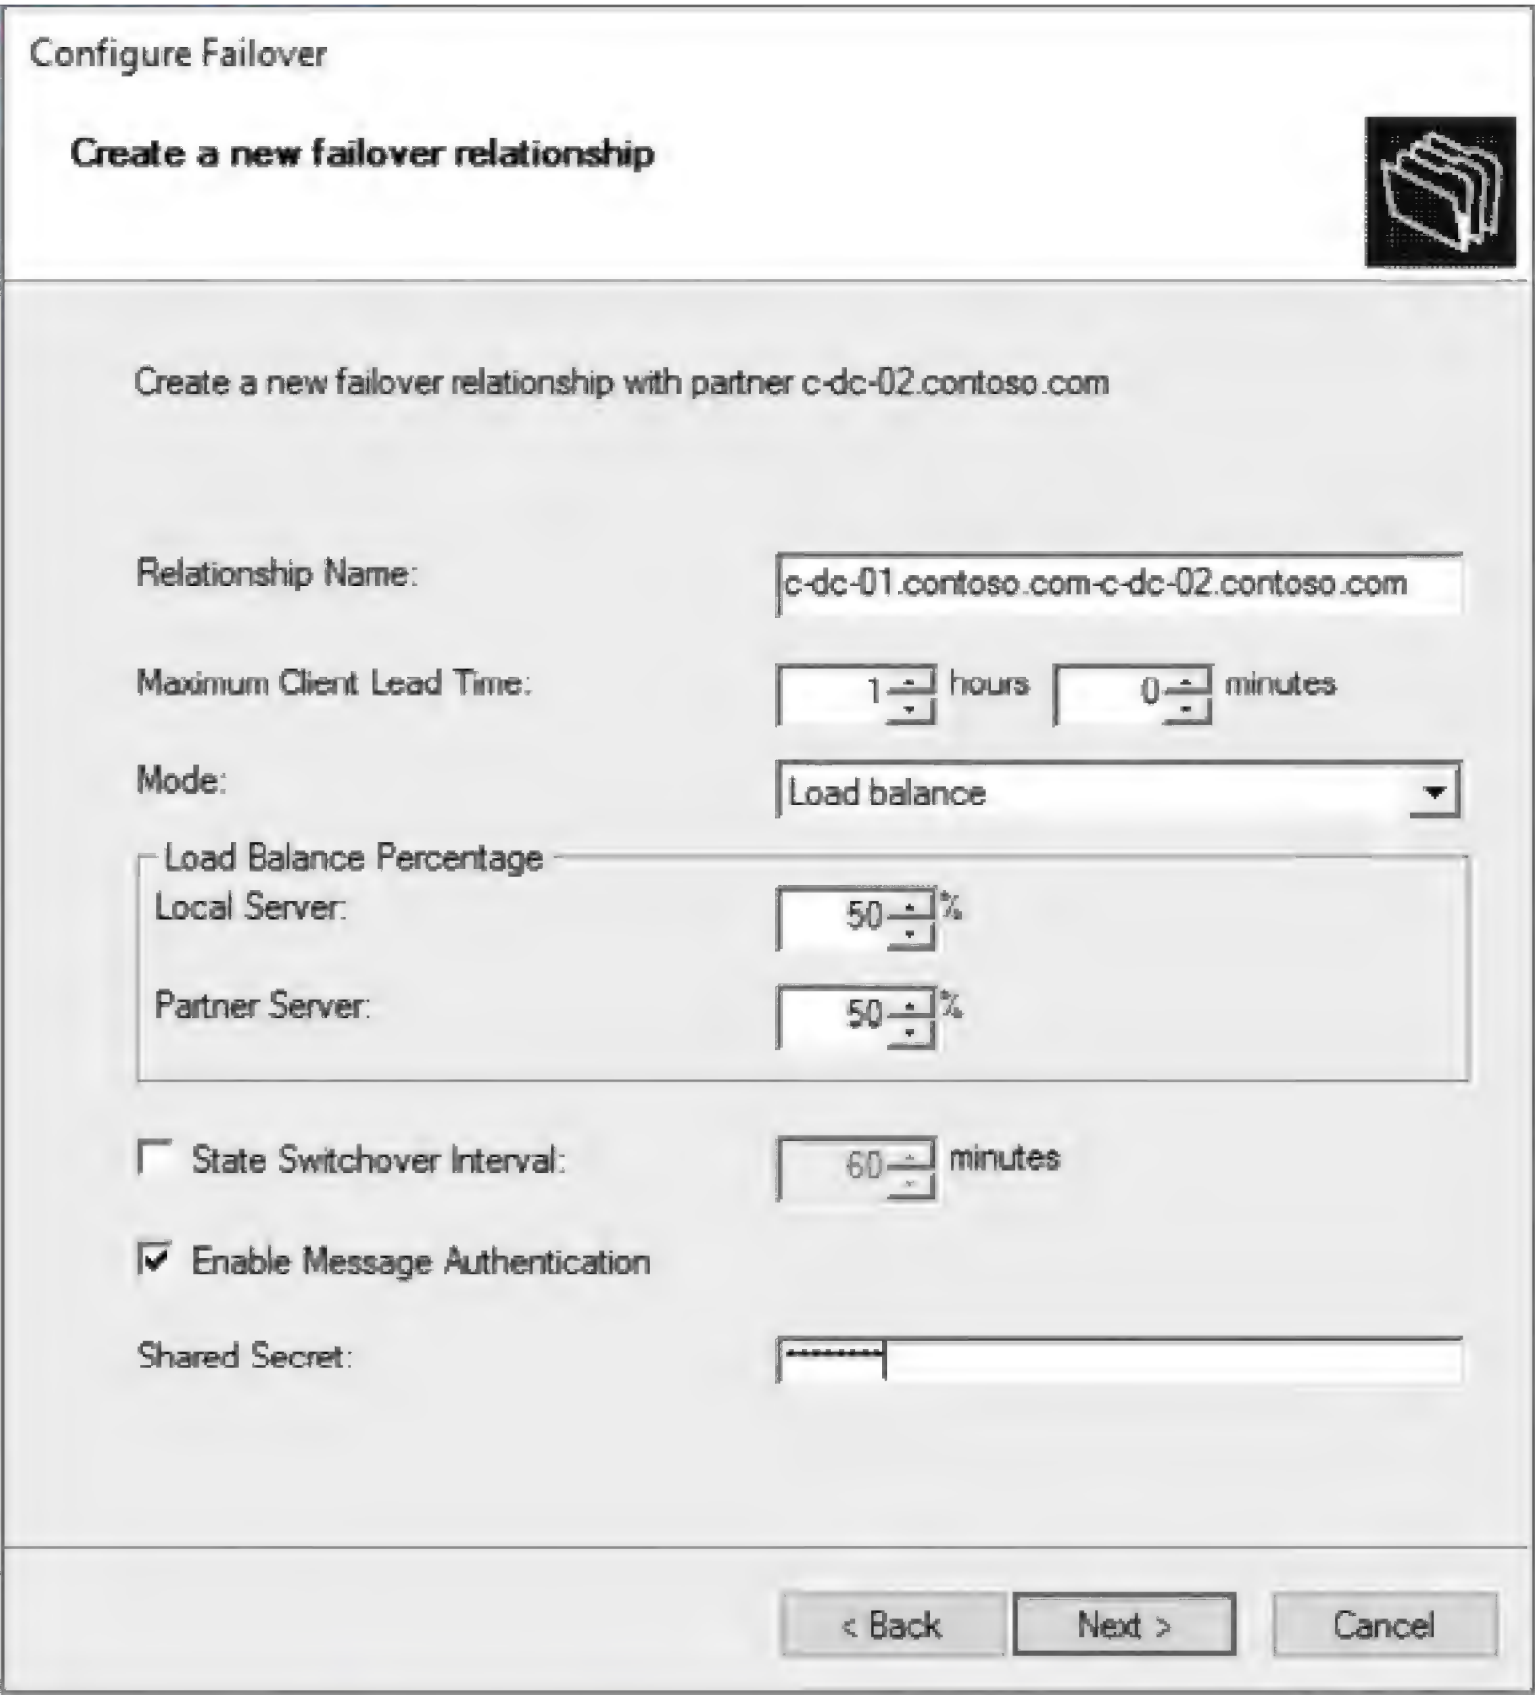 Configure Failover
Create a new failover relationship
Create a new failover relationship with partner c-dc-02.contoso.com
Relationship Name: c-dc-01.contoso.com-c-dc-02.contoso.com
Maximum Client Lead Time: 1 hours 0 minutes
Mode: Load balance
Load Balance Percentage
Local Server: 50 %
Partner Server: 50 %
State Switchover Interval: 60 minutes
Enable Message Authentication
Shared Secret: ********
< Back Next > Cancel